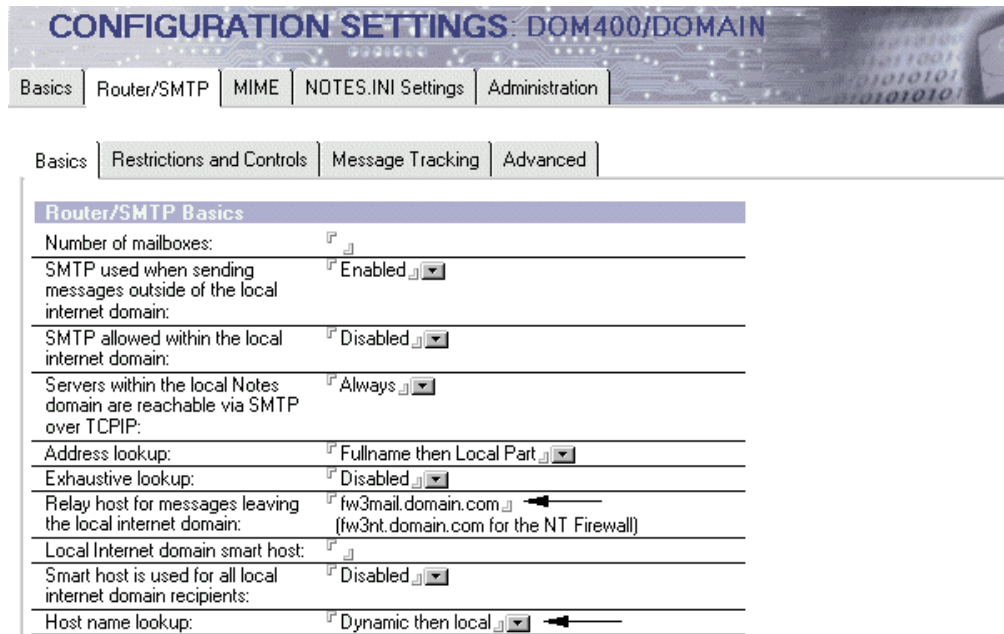 CONFIGURATION SETTINGS: DOM400/DOMAIN
Basics Router/SMTP MIME NOTES.INI Settings Administration
Basics Restrictions and Controls Message Tracking Advanced
Router/SMTP Basics
Number of mailboxes:
SMTP used when sending Enabled
messages outside of the local
internet domain:
SMTP allowed within the local Disabled
internet domain:
Servers within the local Notes Always
domain are reachable via SMTP
over TCPIP:
Address lookup: Fullname then Local Part
Exhaustive lookup: Disabled
Relay host for messages leaving fw3mail.domain.com
the local internet domain: (fw3nt.domain.com for the NT Firewall)
Local Internet domain smart host:
Smart host is used for all local Disabled
internet domain recipients:
Host name lookup: Dynamic then local